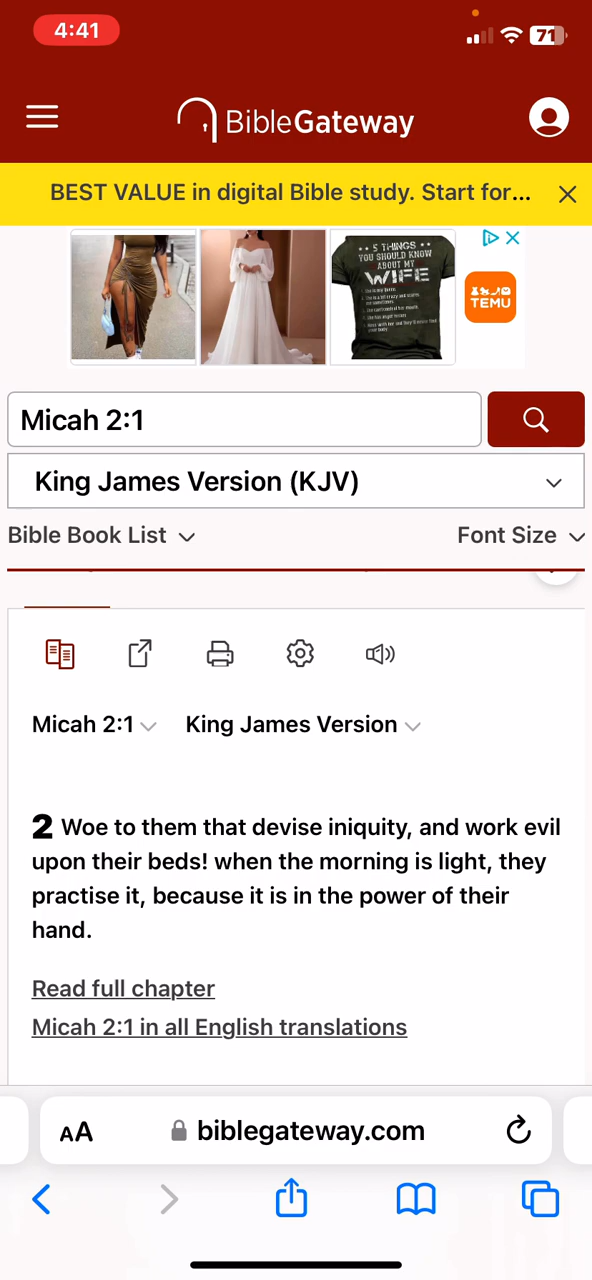 4:41
71
BibleGateway
BEST VALUE in digital Bible study. Start for...
5 THINGS
YOU SHOULD KNOW
ABOUT MY
WIFE
TEMU
Micah 2:1
King James Version (KJV)
Bible Book List
Font Size
Micah 2:1 King James Version
2 Woe to them that devise iniquity, and work evil
upon their beds! when the morning is light, they
practise it, because it is in the power of their
hand.
Read full chapter
Micah 2:1 in all English translations
AA
biblegateway.com